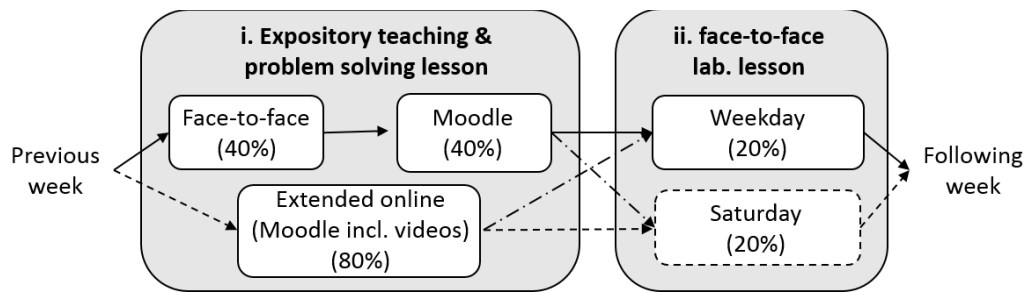 i. Expository teaching &
problem solving lesson
ii. face-to-face
lab. lesson
Previous
week
Face-to-face
(40%)
Moodle
(40%)
Extended online
(Moodle incl. videos)
(80%)
Weekday
(20%)
Saturday
(20%)
Following
week